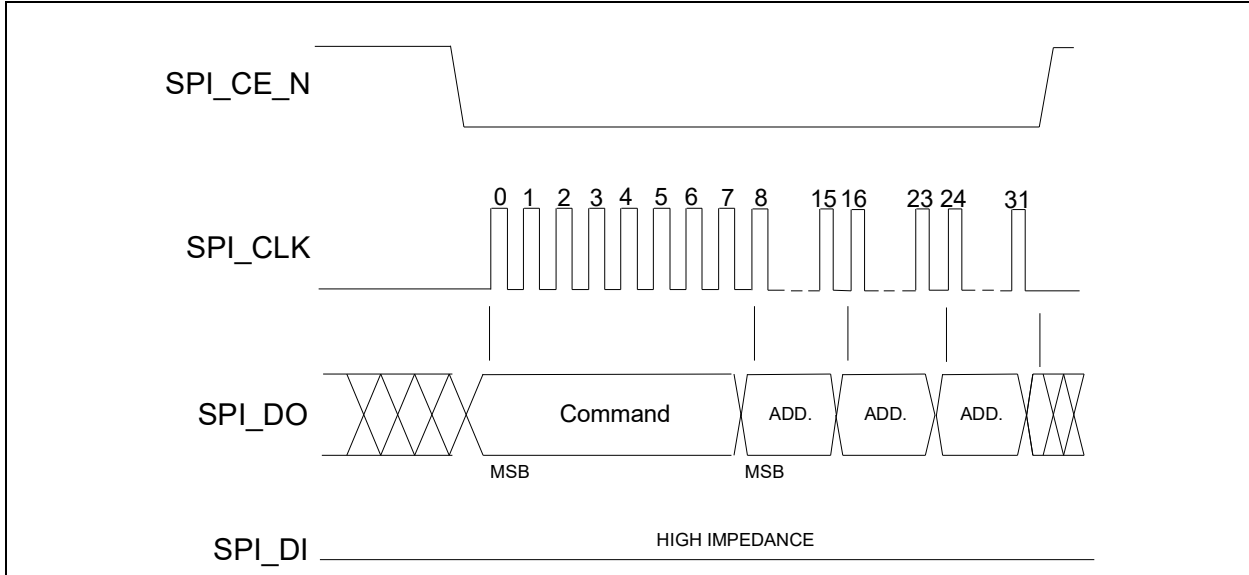 SPI_CE_N
0 1 2 3 4 5 6 7 8 15 16 23 24 31
SPI_CLK
SPI_DO Command ADD. ADD. ADD.
MSB MSB
HIGH IMPEDANCE
SPI_DI